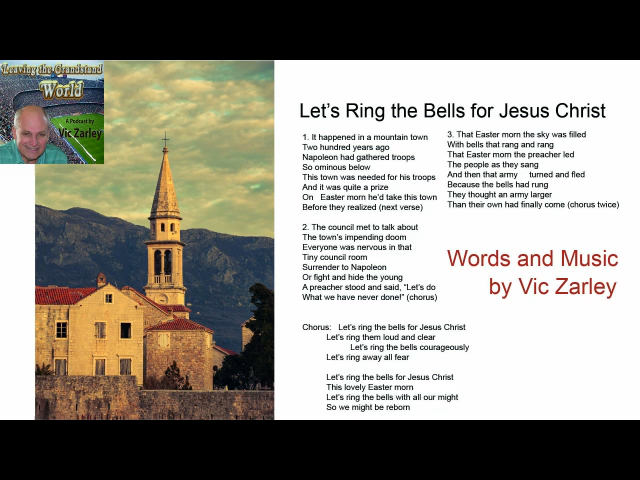 Leaving the Grandstand
World
A Podcast by
Vic Zarley
Let's Ring the Bells for Jesus Christ
1. It happened in a mountain town
Two hundred years ago
Napoleon had gathered troops
So ominous below
This town was needed for his troops
And it was quite a prize
On Easter morn he'd take this town
Before they realized (next verse)
2. The council met to talk about
The town's impending doom
Everyone was nervous in that
Tiny council room
Surrender to Napoleon
Or fight and hide the young
A preacher stood and said, "Let's do
What we have never done!" (chorus)
3. That Easter morn the sky was filled
With bells that rang and rang
That Easter morn the preacher led
The people as they sang
And then that army turned and fled
Because the bells had rung
They thought an army larger
Than their own had finally come (chorus twice)
Words and Music
by Vic Zarley
Chorus: Let's ring the bells for Jesus Christ
Let's ring them loud and clear
Let's ring the bells courageously
Let's ring away all fear
Let's ring the bells for Jesus Christ
This lovely Easter morn
Let's ring the bells with all our might
So we might be reborn